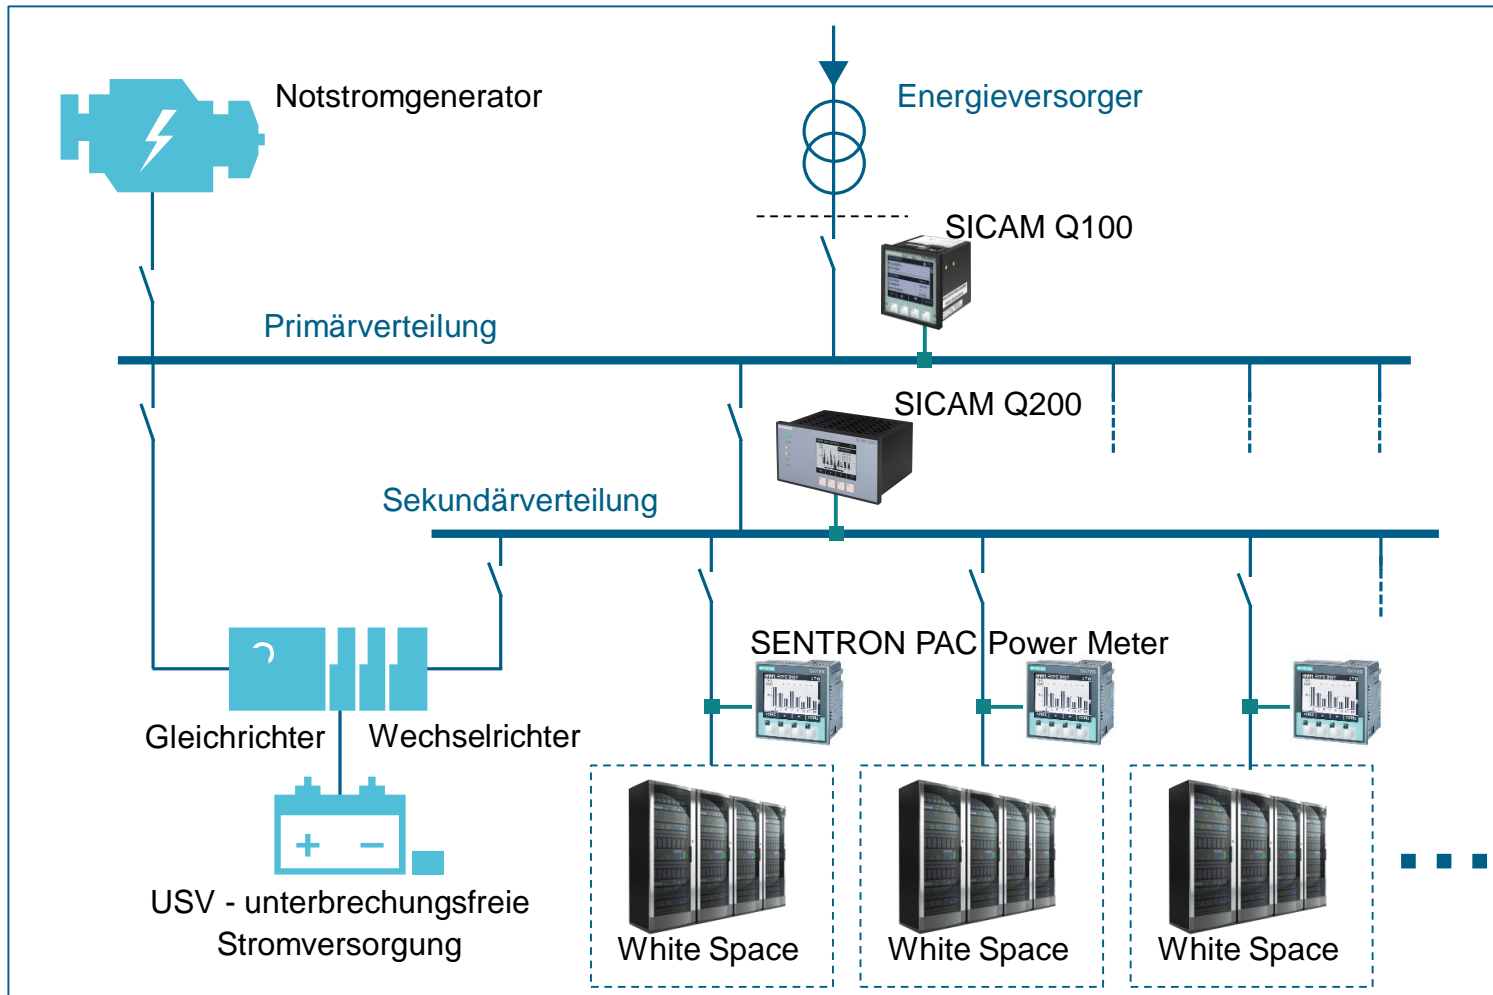 Notstromgenerator
Energieversorger
SICAM Q100
Primärverteilung
SICAM Q200
Sekundärverteilung
SENTRON PAC Power Meter
Gleichrichter
Wechselrichter
USV - unterbrechungsfreie
Stromversorgung
White Space
White Space
White Space